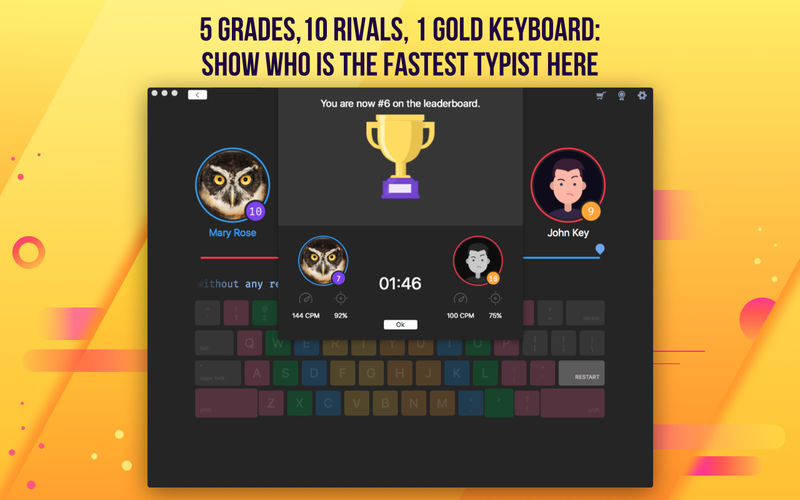 5 GRADES,10 RIVALS, 1 GOLD KEYBOARD:
SHOW WHO IS THE FASTEST TYPIST HERE
You are now #6 on the leaderboard.
10
9
Mary Rose
John Key
7
10
01:46
without any re
144 CPM
92%
100 CPM
75%
Ok
Q W E R T Y U I O P
A S D F G H J K L
RESTART
shift
Z X C V B N M
shift